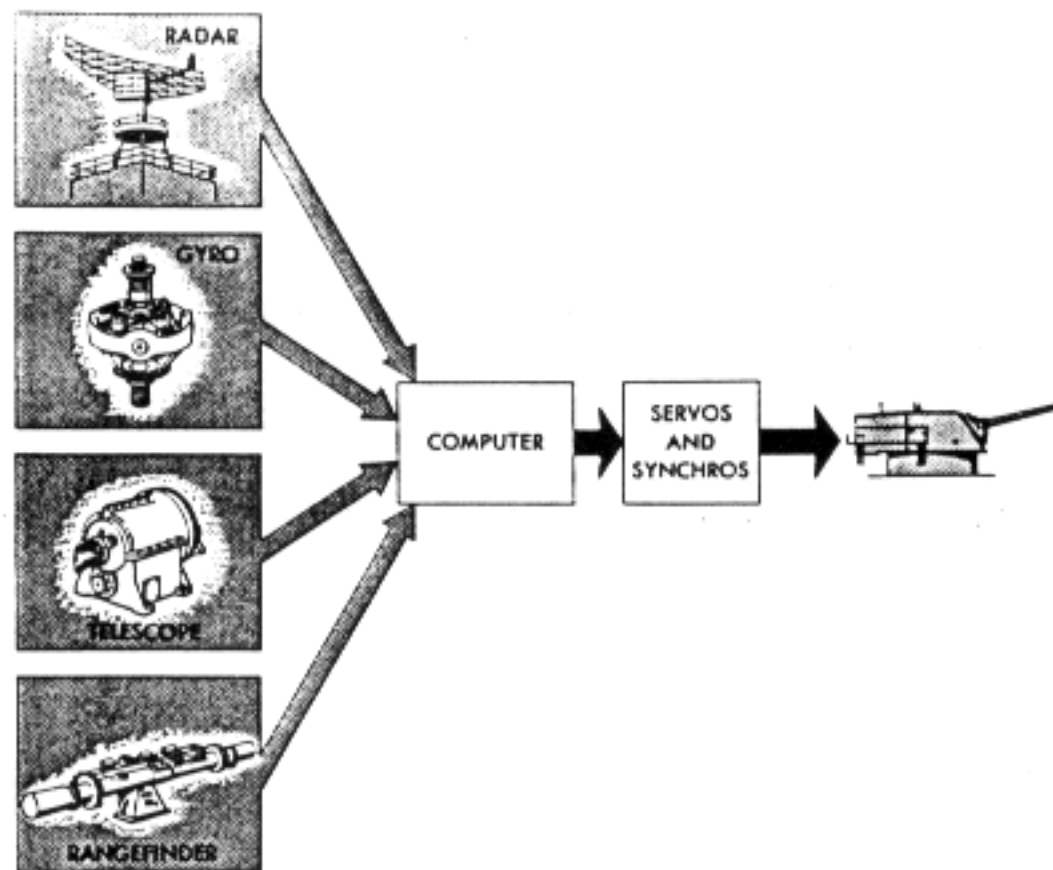 RADAR
GYRO
TELESCOPE
RANGEFINDER
COMPUTER
SERVOS
AND
SYNCHROS